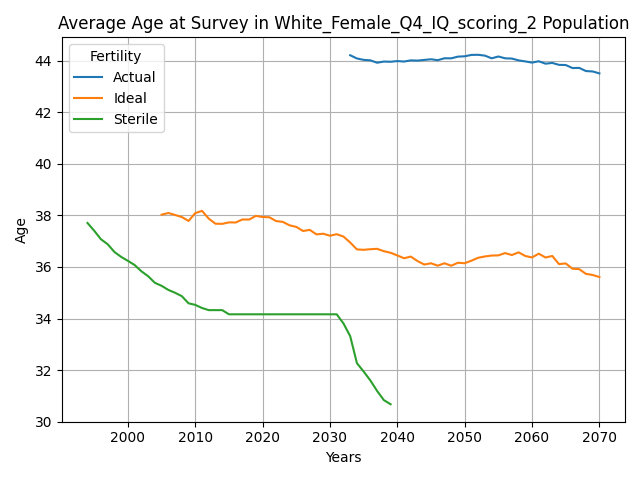 Average Age at Survey in White_Female_Q4_IQ_scoring_2 Population
Fertility
Actual
Ideal
Sterile
Age
44
42
40
38
36
34
32
30
2000
2010
2020
2030
2040
2050
2060
2070
Years